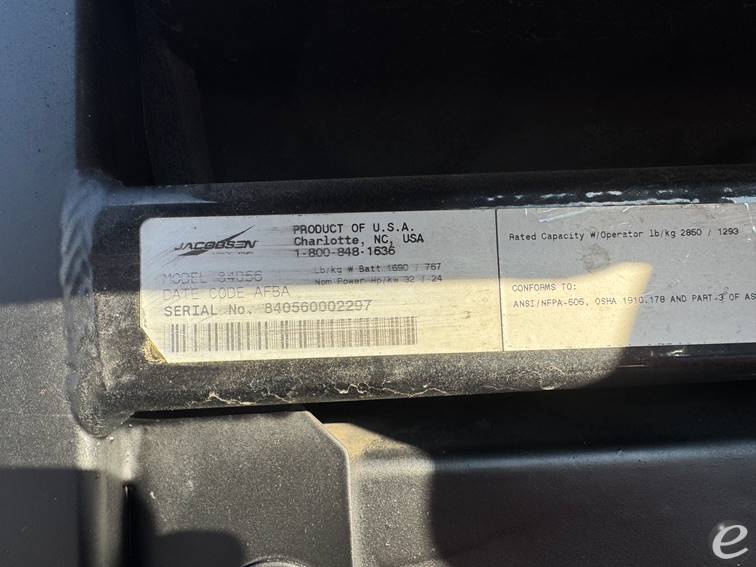 JACOBSEN
PRODUCT OF U.S.A.
Charlotte, NC, USA
1-800-848-1636
Lb/kg W Batt 1690 / 767
Nom Power Hp/kw 32 / 24
MODEL 84056
DATE CODE AFBA
SERIAL No. 840560002297
Rated Capacity W/Operator lb/kg 2850 / 1293
CONFORMS TO:
ANSI/NFPA-505, OSHA 1910.178 AND PART 3 OF AS
e